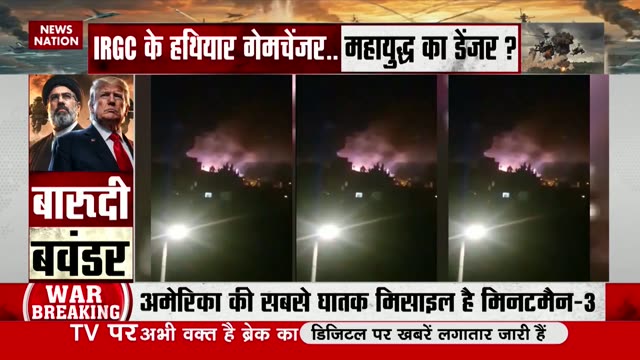 NEWS
NATION
IRGC के हथियार गेमचेंजर.. महायुद्ध का डेंजर ?
बारूदी
बवंडर
WAR
BREAKING
अमेरिका की सबसे घातक मिसाइल है मिनटमैन-3
TV पर अभी वक्त है ब्रेक का डिजिटल पर खबरें लगातार जारी हैं